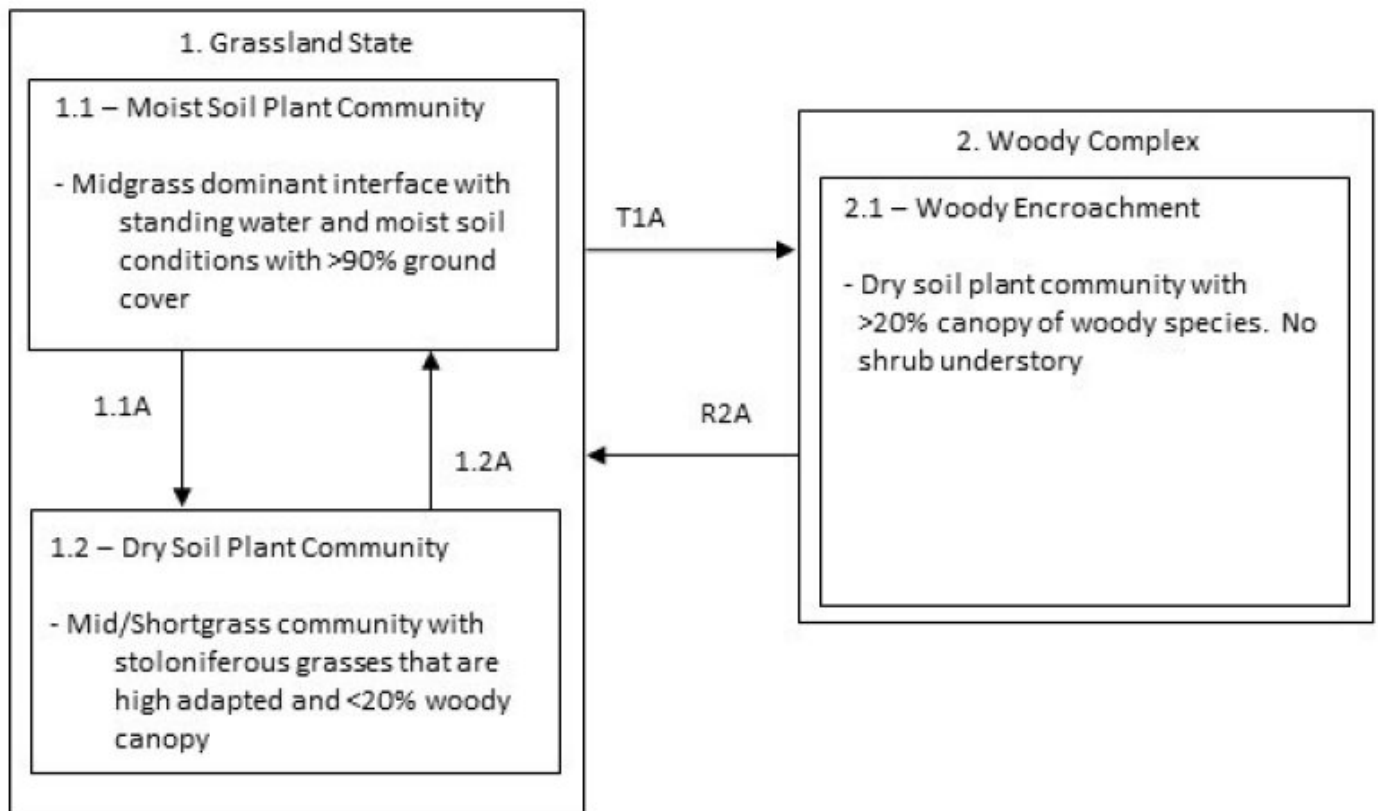 1. Grassland State
1.1 – Moist Soil Plant Community
- Midgrass dominant interface with
standing water and moist soil
conditions with >90% ground
cover
1.1A
1.2A
1.2 – Dry Soil Plant Community
- Mid/Shortgrass community with
stoloniferous grasses that are
high adapted and <20% woody
canopy
T1A
R2A
2. Woody Complex
2.1 – Woody Encroachment
- Dry soil plant community with
>20% canopy of woody species.  No
shrub understory